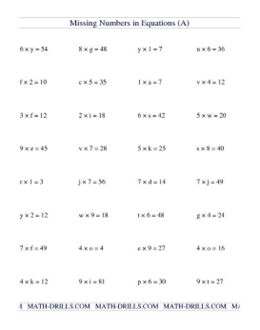 Missing Numbers in Equations (A)
6 × y = 54 8 × g = 48 y × 1 = 7 n × 6 = 36
f × 2 = 10 c × 5 = 35 1 × a = 7 v × 4 = 12
3 × f = 12 2 × i = 18 6 × s = 42 5 × w = 20
9 × z = 45 v × 7 = 28 5 × k = 25 s × 8 = 40
r × 1 = 3 j × 7 = 56 7 × d = 14 7 × j = 49
y × 2 = 12 w × 9 = 18 t × 6 = 48 g × 4 = 24
7 × f = 49 4 × o = 4 e × 9 = 27 4 × o = 16
4 × k = 12 9 × i = 81 p × 6 = 30 9 × t = 27
MATH-DRILLS.COM MATH-DRILLS.COM MATH-DRILLS.COM